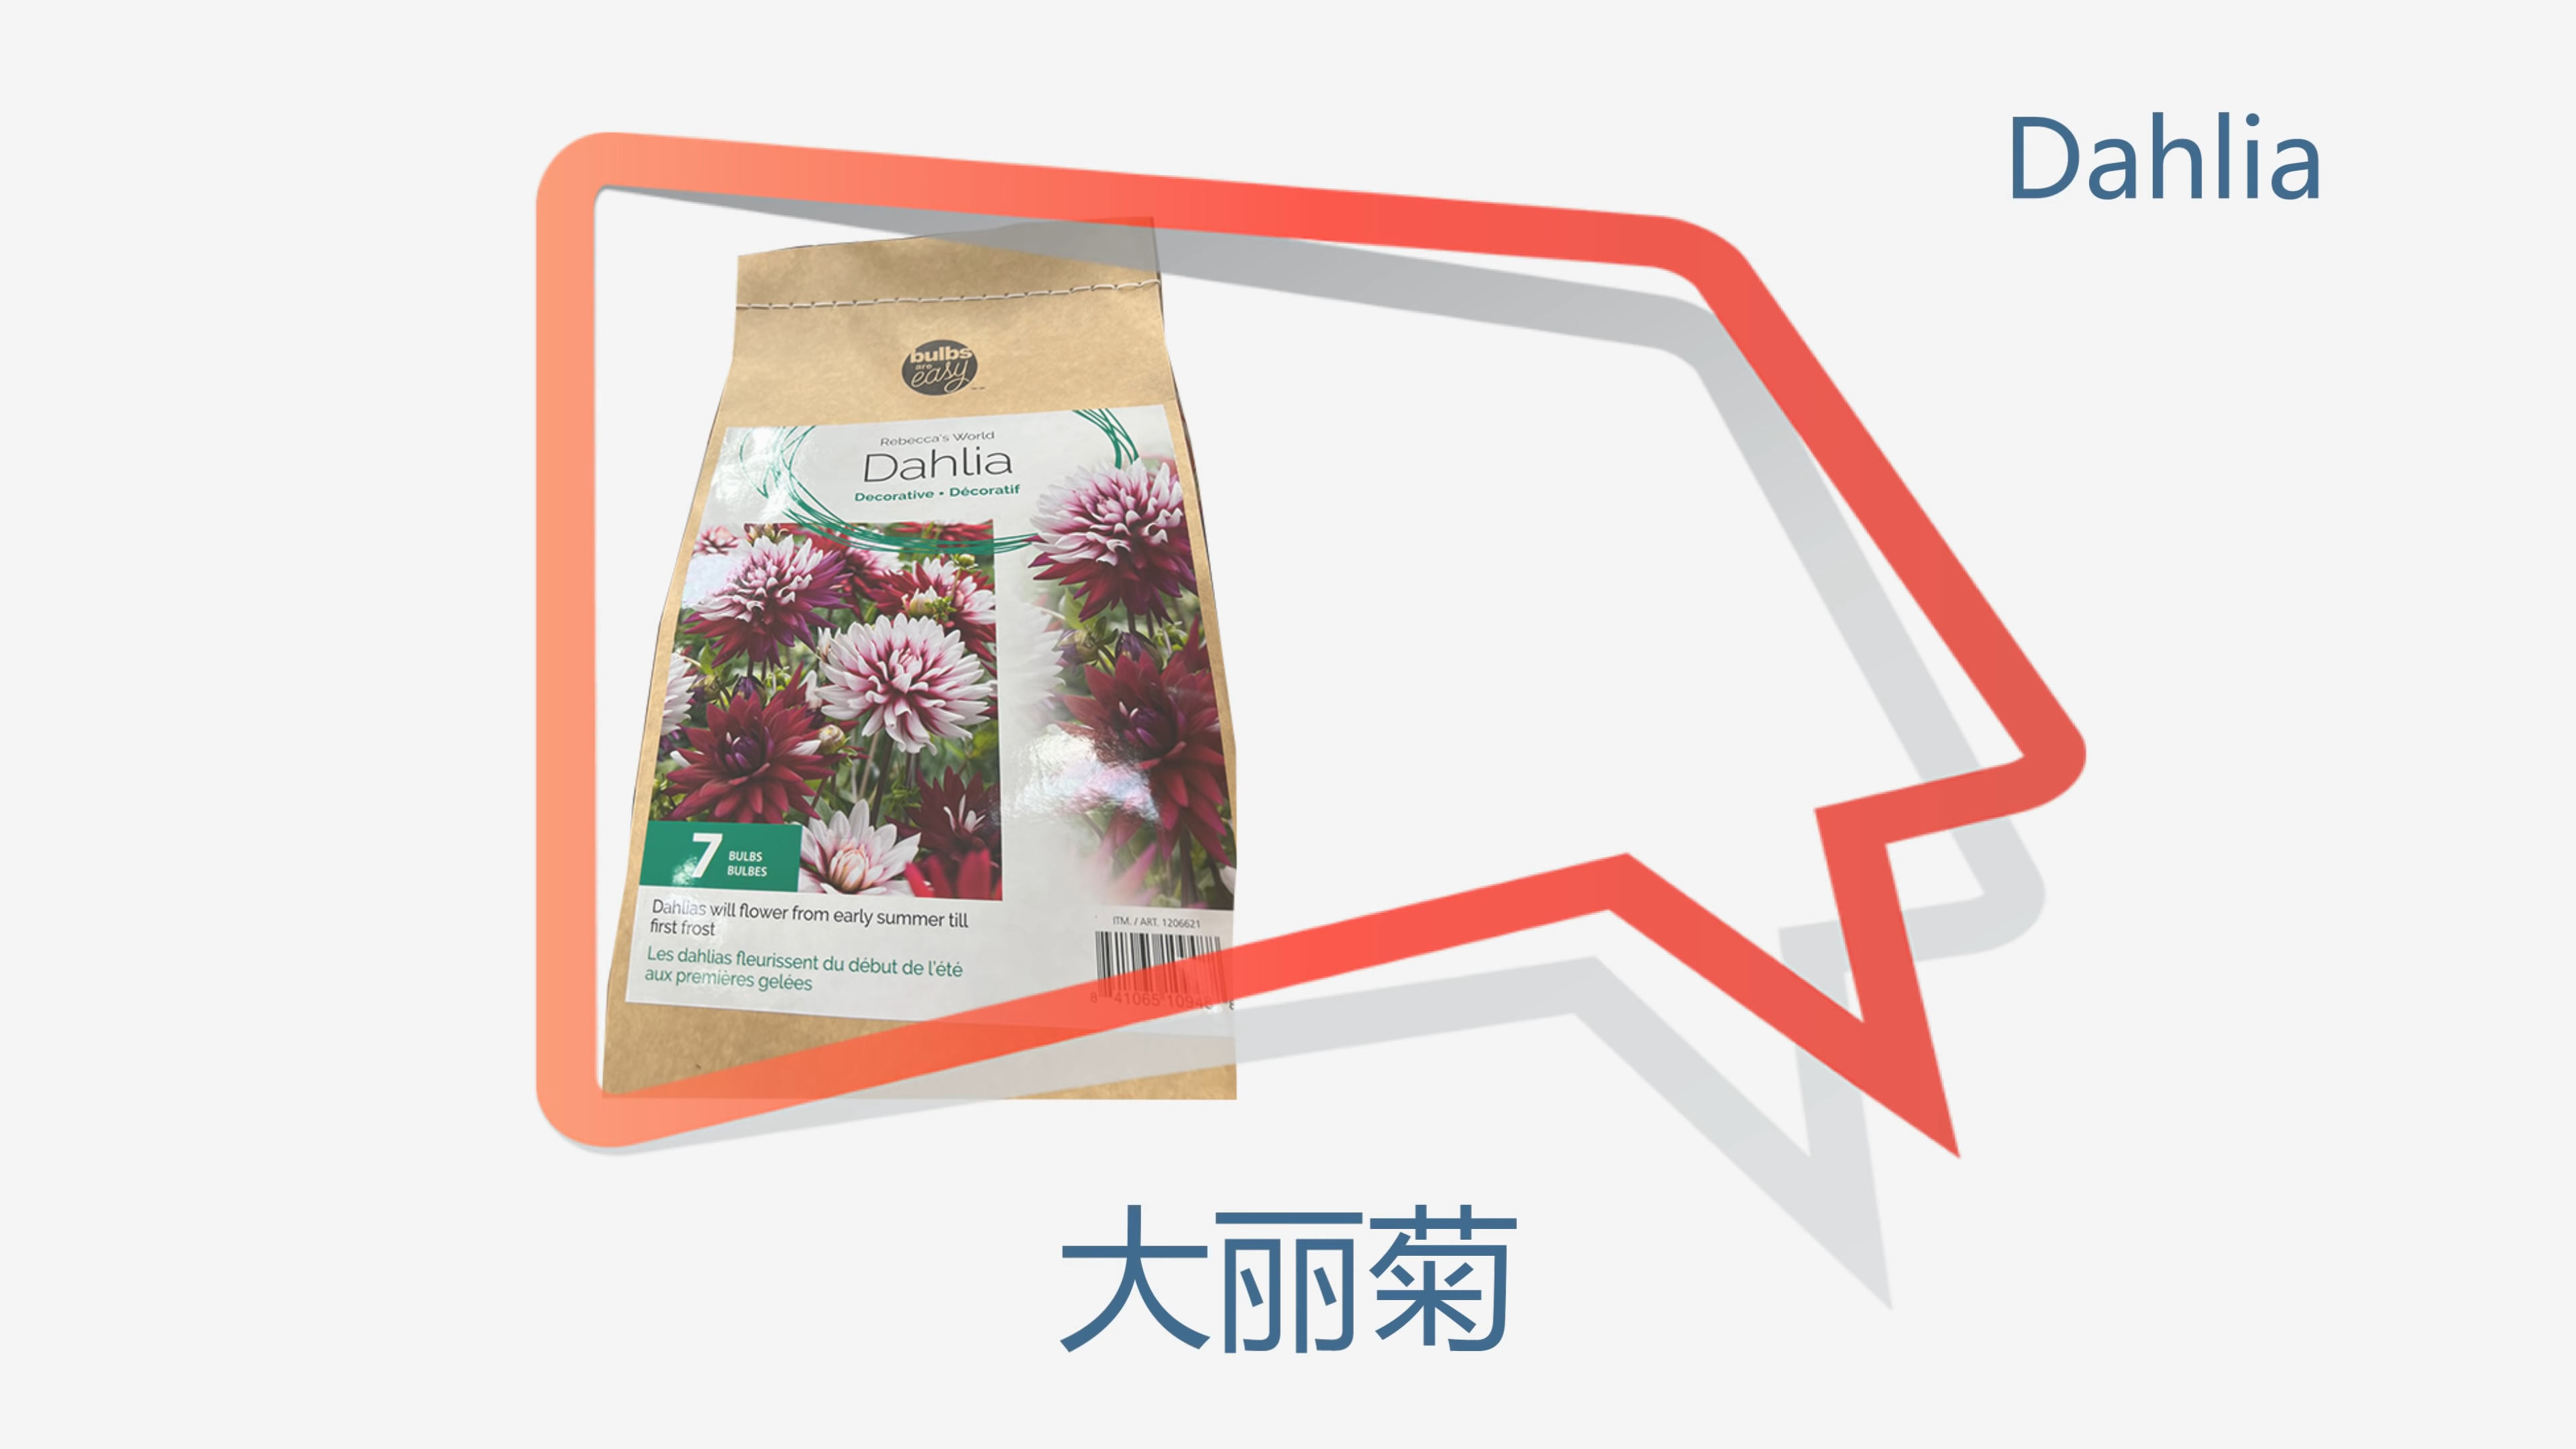 Dahlia
bulbs
are
easy
Rebecca's World
Dahlia
Decorative • Décoratif
7 BULBS
BULBES
Dahlias will flower from early summer till
first frost
Les dahlias fleurissent du début de l'été
aux premières gelées
ITM. / ART. 1206621
大丽菊